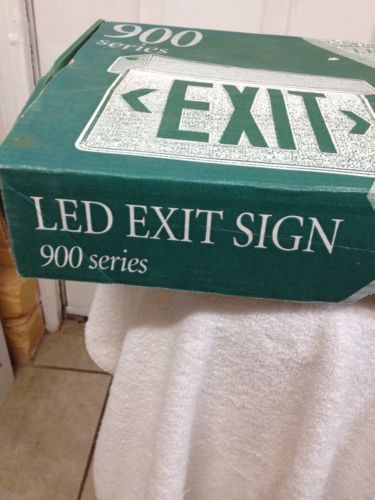 900
series
EXIT
LED EXIT SIGN
900 series